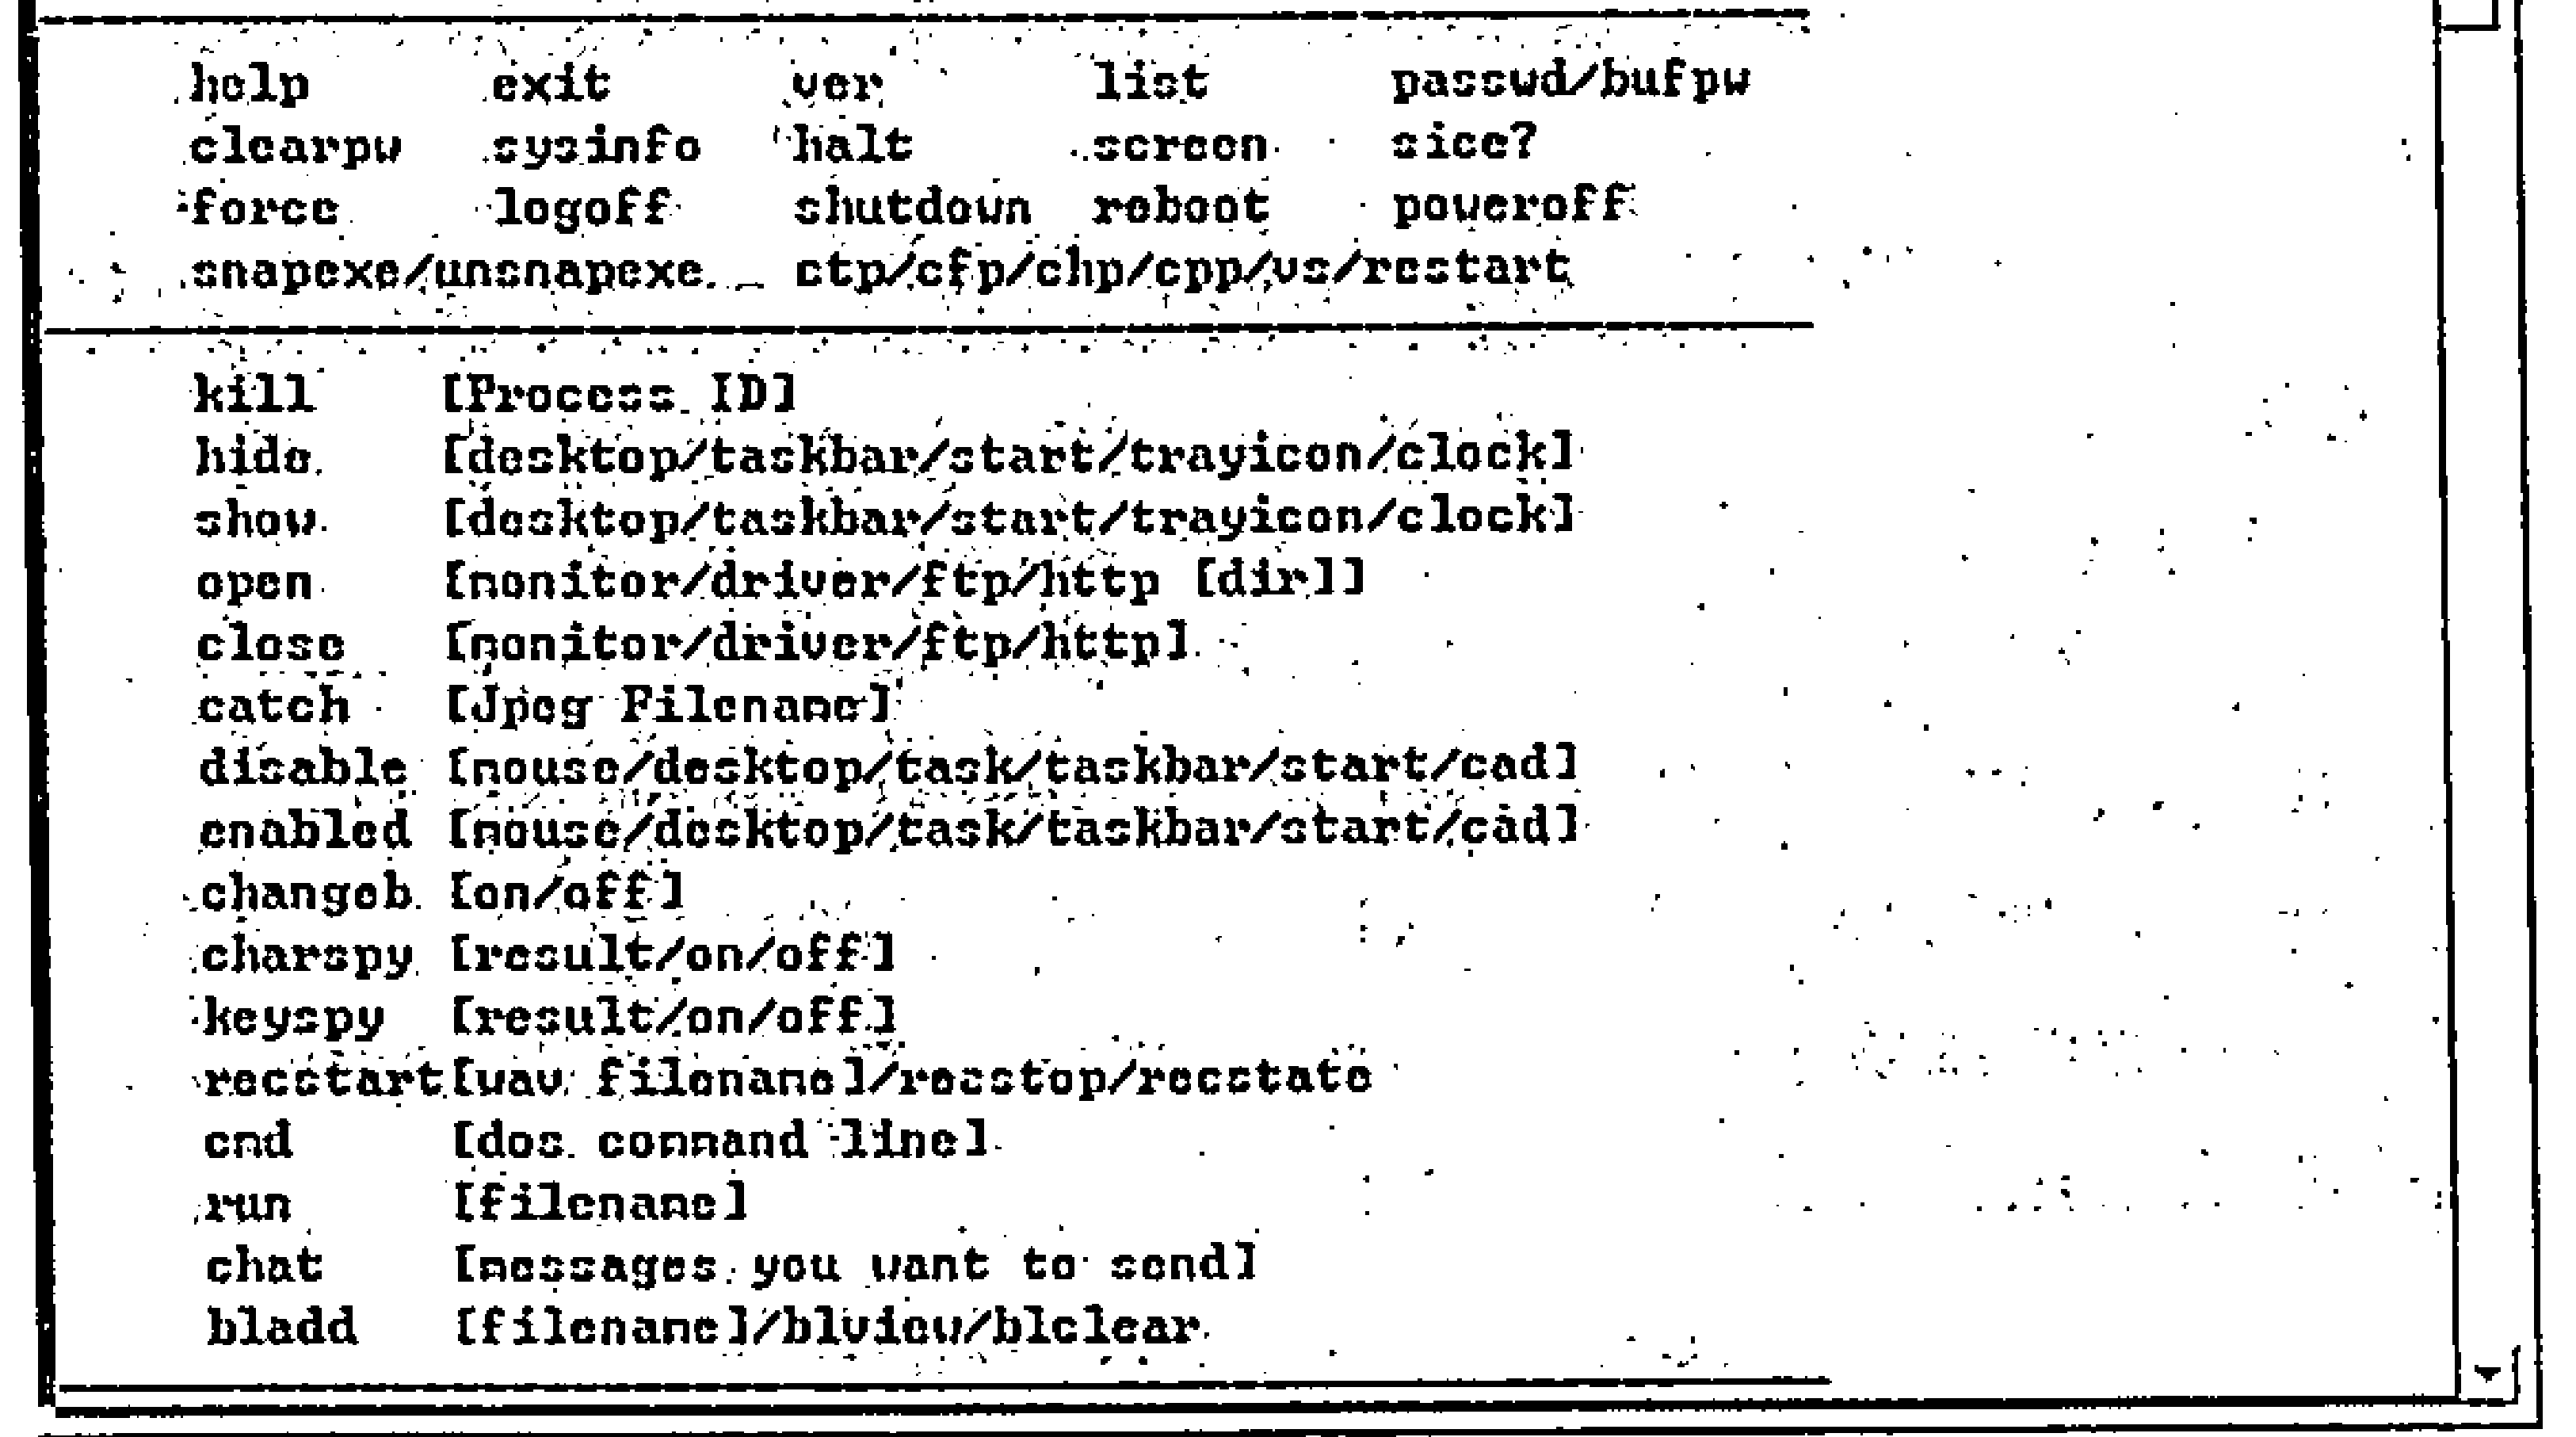 help exit ver list passwd/bufpw
clearpw sysinfo halt screen sice?
force logoff shutdown reboot poweroff
snapexe/unsnapexe ctp/cfp/chp/cpp/vs/restart
kill [Process ID]
hide [desktop/taskbar/start/trayicon/clock]
show [desktop/taskbar/start/trayicon/clock]
open [monitor/driver/ftp/http [dir]]
close [monitor/driver/ftp/http]
catch [Jpeg Filename]
disable [mouse/desktop/task/taskbar/start/cad]
enabled [mouse/desktop/task/taskbar/start/cad]
changeb [on/off]
charspy [result/on/off]
keyspy [result/on/off]
recstart[wav filename]/recstop/recstate
cmd [dos command line]
run [filename]
chat [messages you want to send]
bladd [filename]/blview/blclear